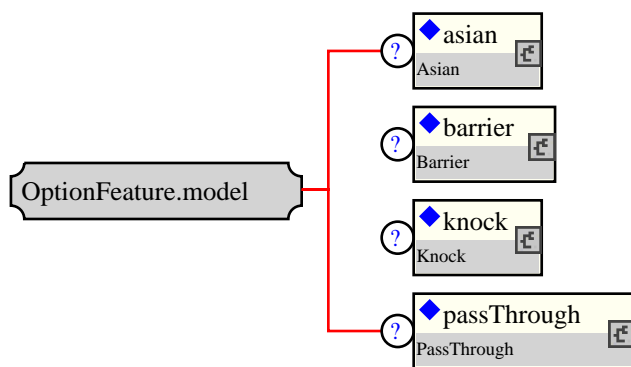 asian
?
Asian
barrier
?
Barrier
OptionFeature.model
knock
?
Knock
passThrough
?
PassThrough